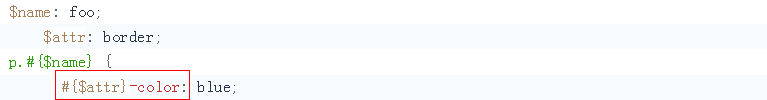 $name: foo;
$attr: border;
p.#{$name} {
#{$attr}-color: blue;